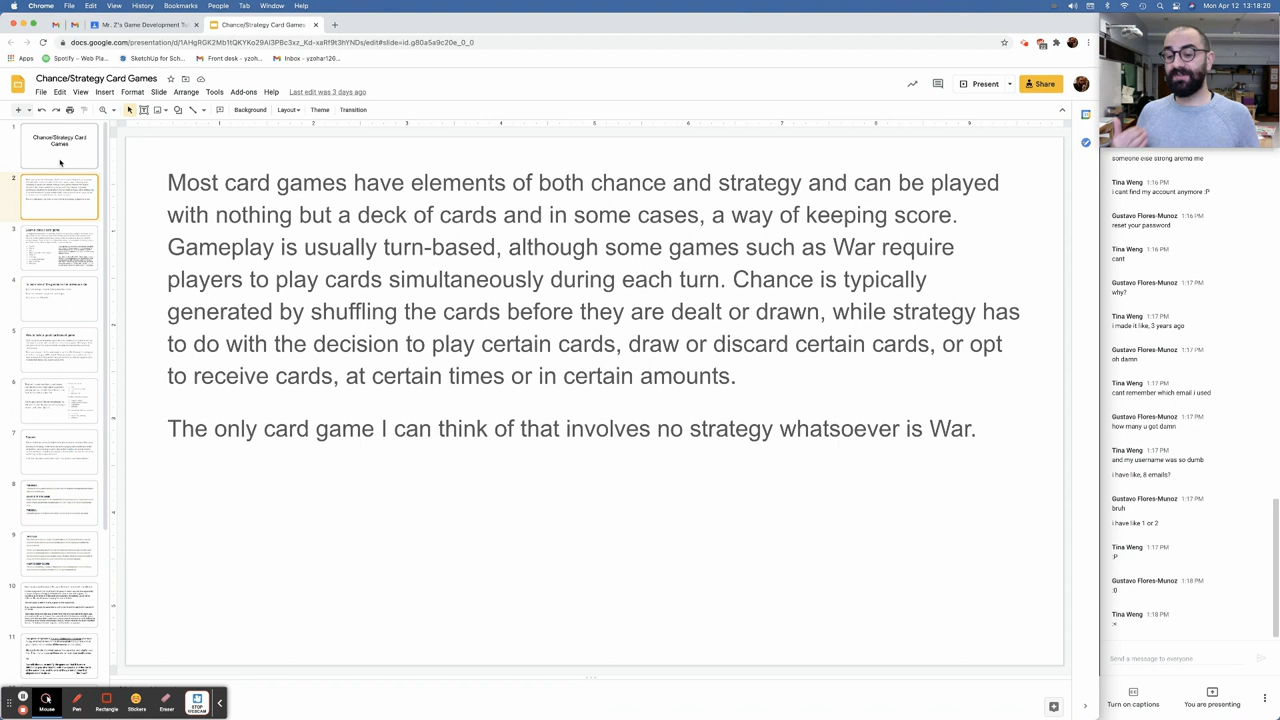 Chrome File Edit View History Bookmarks People Tab Window Help
Mon Apr 12 13:18:20
Mr. Z's Game Development Tu
Chance/Strategy Card Games
docs.google.com/presentation/d/1AHgRGK2Mb1tQKYKo29AI3PBc3xz_Kd-xaRf9t3bYNDs/edit#slide=id.g80a5a9c20e_0_0
Apps Spotify – Web Pla... SketchUp for Sch... Front desk - yzoh... Inbox - yzohar126...
Chance/Strategy Card Games
File Edit View Insert Format Slide Arrange Tools Add-ons Help Last edit was 3 days ago
Present
Share
Background Layout Theme Transition
Chance/Strategy Card
Games
Most card games have elements of both chance and strategy and can be played
with nothing but a deck of cards and in some cases, a way of keeping score.
Gameplay is usually turn-based, although some games such as War require
players to play cards simultaneously during each turn. Chance is typically
generated by shuffling the cards before they are dealt or drawn, while strategy has
to do with the decision to play certain cards, draw or discard certain cards, or opt
to receive cards, at certain times or in certain amounts.
The only card game I can think of that involves no strategy whatsoever is War.
someone else strong arema me
Tina Weng 1:16 PM
i cant find my account anymore :P
Gustavo Flores-Munoz 1:16 PM
reset your password
Tina Weng 1:16 PM
cant
Gustavo Flores-Munoz 1:17 PM
why?
Tina Weng 1:17 PM
i made it like, 3 years ago
Gustavo Flores-Munoz 1:17 PM
oh damn
Tina Weng 1:17 PM
cant remember which email i used
Gustavo Flores-Munoz 1:17 PM
how many u got damn
Tina Weng 1:17 PM
and my username was so dumb
i have like, 8 emails?
Gustavo Flores-Munoz 1:17 PM
bruh
i have like 1 or 2
Tina Weng 1:17 PM
:P
Gustavo Flores-Munoz 1:18 PM
:0
Tina Weng 1:18 PM
Send a message to everyone
Turn on captions
You are presenting
Mouse Pen Rectangle Stickers Eraser STOP WEBCAM